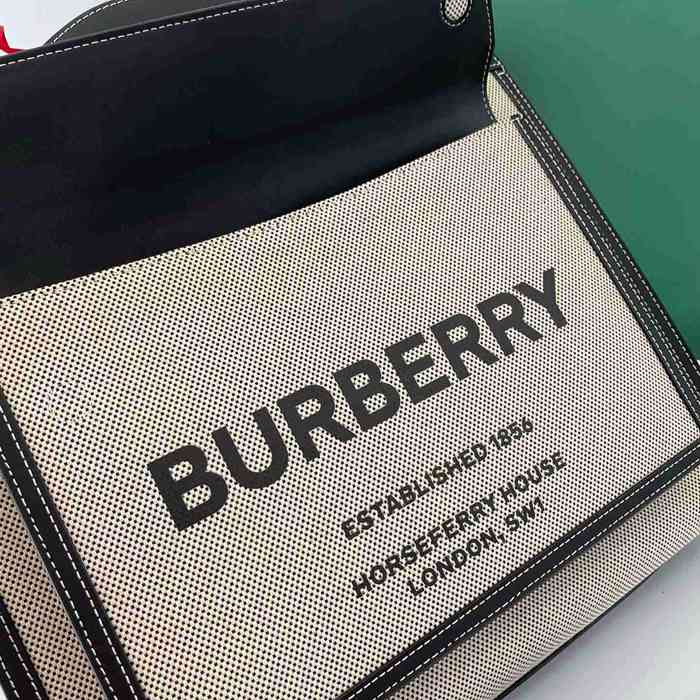 BURBERRY
ESTABLISHED 1856
HORSEFERRY HOUSE
LONDON, SW1